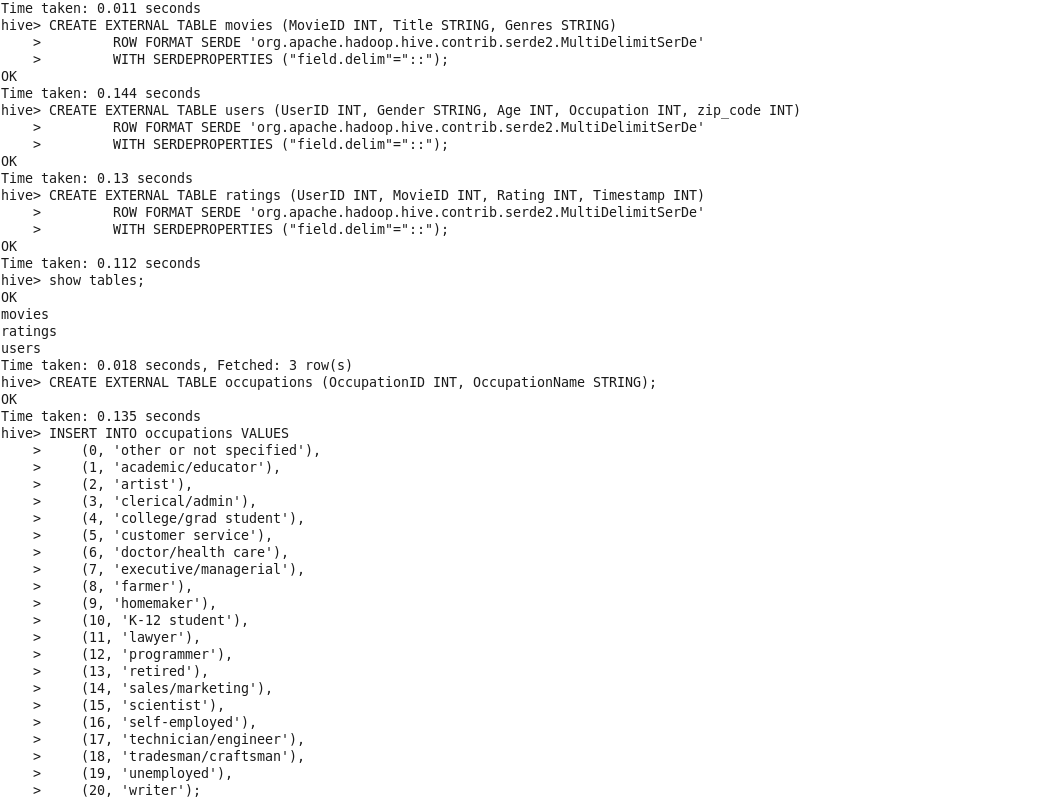 Time taken: 0.011 seconds
hive> CREATE EXTERNAL TABLE movies (MovieID INT, Title STRING, Genres STRING)
    >         ROW FORMAT SERDE 'org.apache.hadoop.hive.contrib.serde2.MultiDelimitSerDe'
    >         WITH SERDEPROPERTIES ("field.delim"="::");
OK
Time taken: 0.144 seconds
hive> CREATE EXTERNAL TABLE users (UserID INT, Gender STRING, Age INT, Occupation INT, zip_code INT)
    >         ROW FORMAT SERDE 'org.apache.hadoop.hive.contrib.serde2.MultiDelimitSerDe'
    >         WITH SERDEPROPERTIES ("field.delim"="::");
OK
Time taken: 0.13 seconds
hive> CREATE EXTERNAL TABLE ratings (UserID INT, MovieID INT, Rating INT, Timestamp INT)
    >         ROW FORMAT SERDE 'org.apache.hadoop.hive.contrib.serde2.MultiDelimitSerDe'
    >         WITH SERDEPROPERTIES ("field.delim"="::");
OK
Time taken: 0.112 seconds
hive> show tables;
OK
movies
ratings
users
Time taken: 0.018 seconds, Fetched: 3 row(s)
hive> CREATE EXTERNAL TABLE occupations (OccupationID INT, OccupationName STRING);
OK
Time taken: 0.135 seconds
hive> INSERT INTO occupations VALUES
    >     (0, 'other or not specified'),
    >     (1, 'academic/educator'),
    >     (2, 'artist'),
    >     (3, 'clerical/admin'),
    >     (4, 'college/grad student'),
    >     (5, 'customer service'),
    >     (6, 'doctor/health care'),
    >     (7, 'executive/managerial'),
    >     (8, 'farmer'),
    >     (9, 'homemaker'),
    >     (10, 'K-12 student'),
    >     (11, 'lawyer'),
    >     (12, 'programmer'),
    >     (13, 'retired'),
    >     (14, 'sales/marketing'),
    >     (15, 'scientist'),
    >     (16, 'self-employed'),
    >     (17, 'technician/engineer'),
    >     (18, 'tradesman/craftsman'),
    >     (19, 'unemployed'),
    >     (20, 'writer');